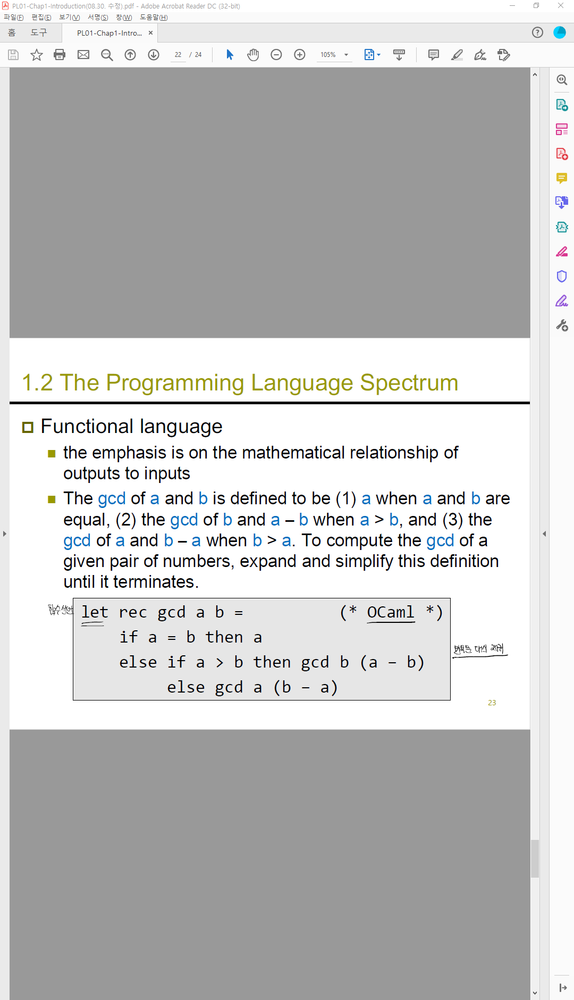 PL01-Chap1-Introduction(08.30. 수정).pdf - Adobe Acrobat Reader DC (32-bit)
파일(F) 편집(E) 보기(V) 서명(S) 창(W) 도움말(H)
홈 도구 PL01-Chap1-Intro... ×
22 / 24 105%
1.2 The Programming Language Spectrum
Functional language
the emphasis is on the mathematical relationship of
outputs to inputs
The gcd of a and b is defined to be (1) a when a and b are
equal, (2) the gcd of b and a – b when a > b, and (3) the
gcd of a and b – a when b > a. To compute the gcd of a
given pair of numbers, expand and simplify this definition
until it terminates.
함수선언 let rec gcd a b = (* OCaml *)
if a = b then a
반복문 대신 재귀
else if a > b then gcd b (a – b)
else gcd a (b – a)
23